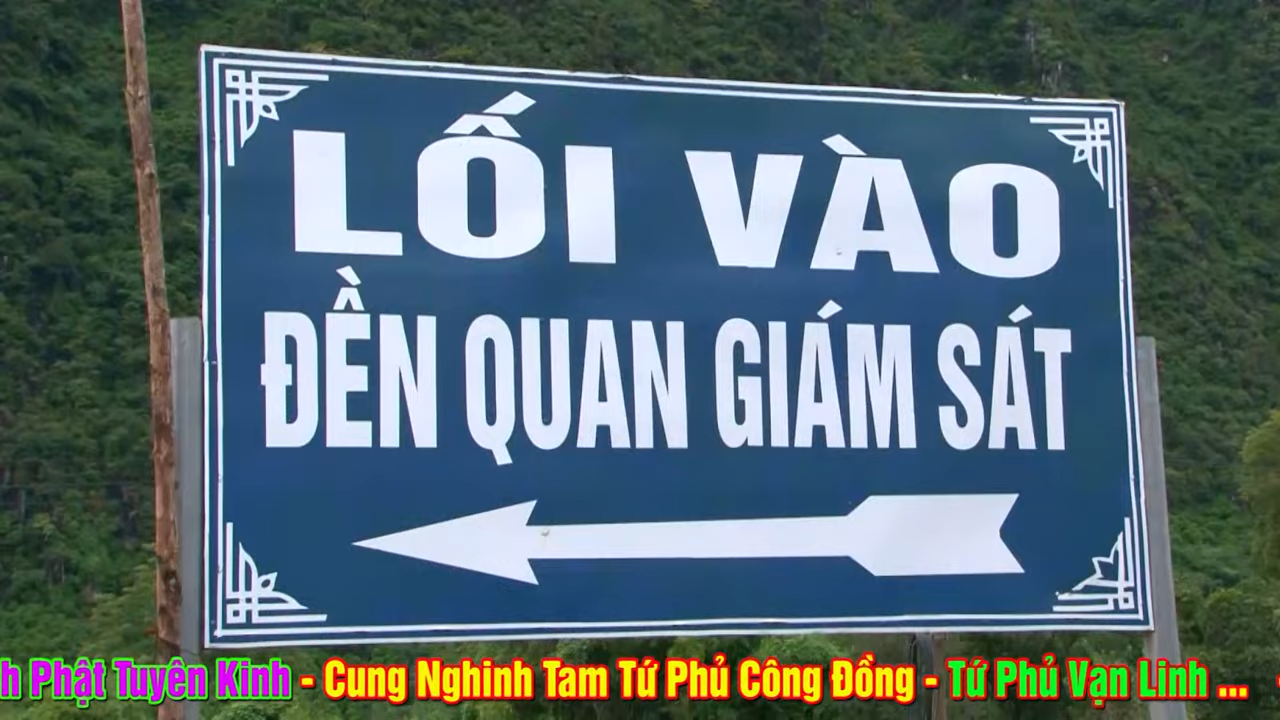 LỐI VÀO
ĐỀN QUAN GIÁM SÁT
Phật Tuyên Kinh - Cung Nghinh Tam Tứ Phủ Công Đồng - Tứ Phủ Vạn Linh ... -